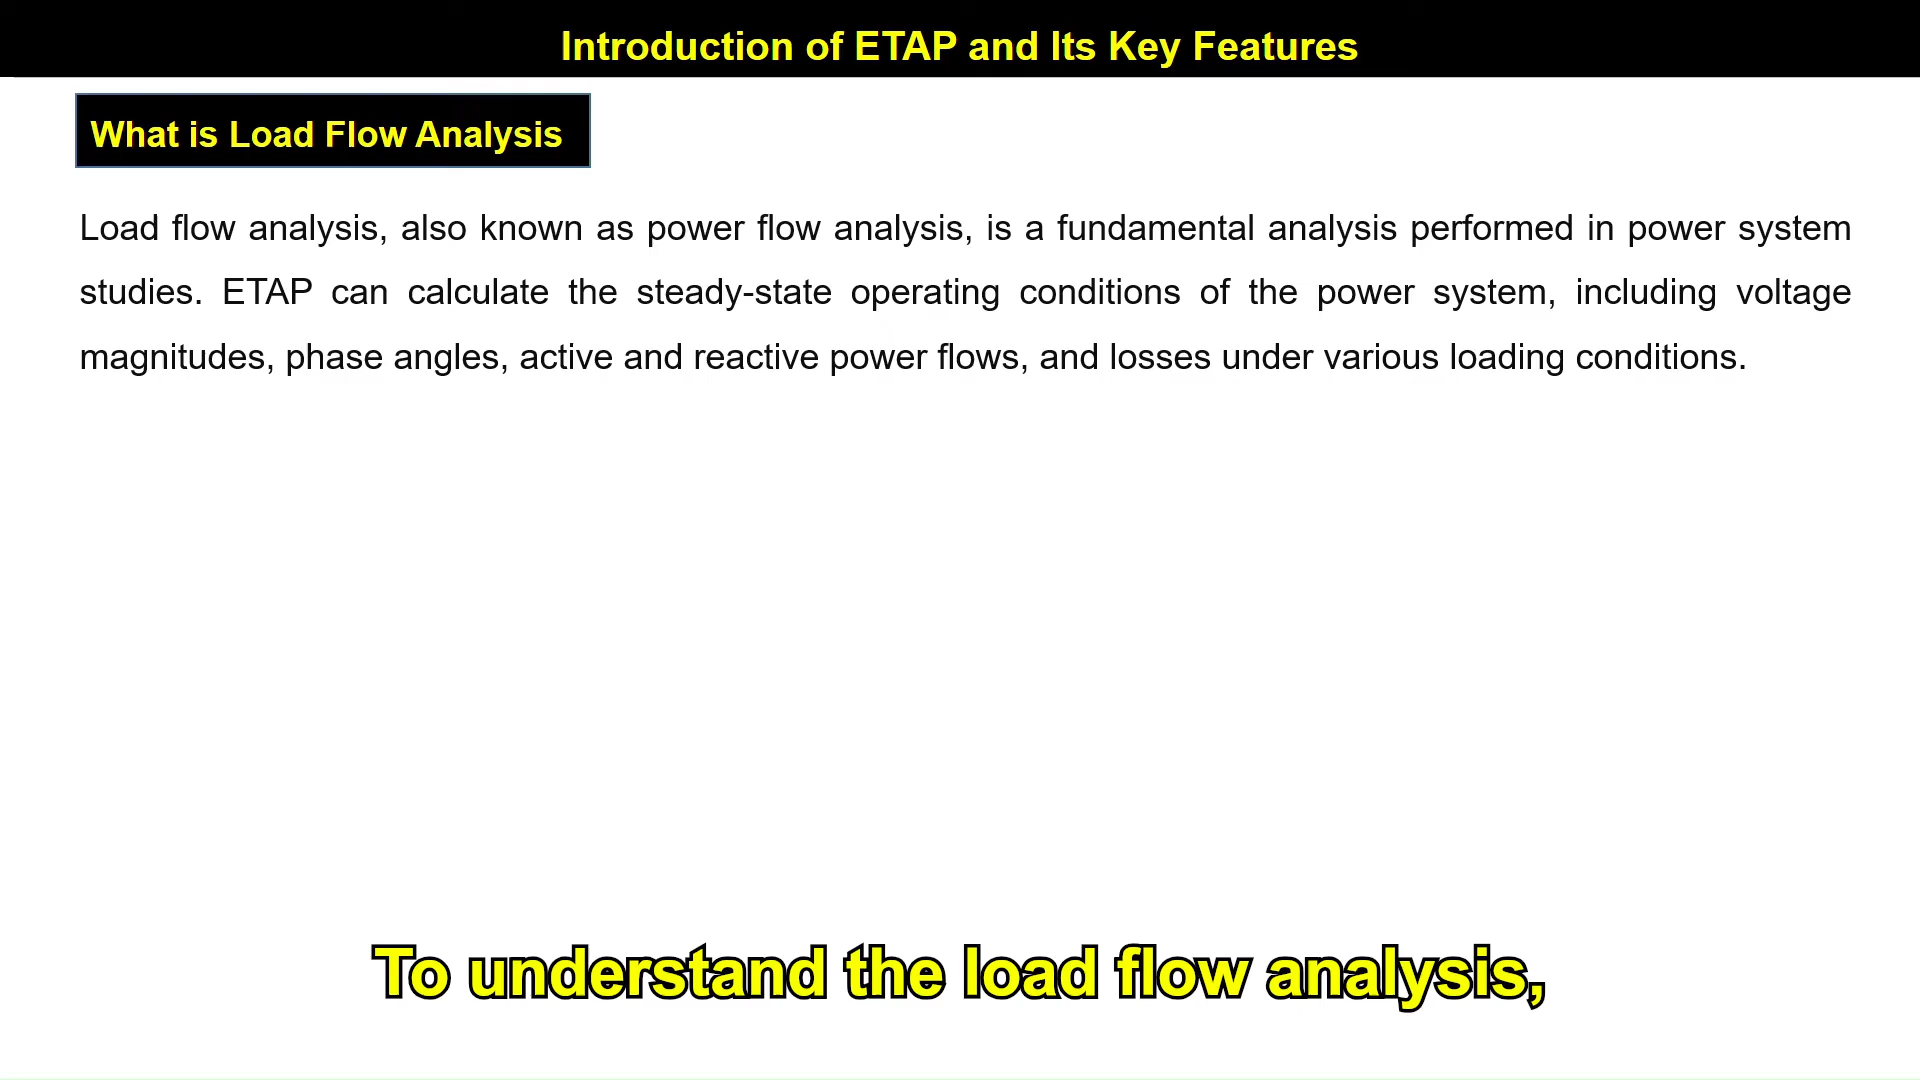 Introduction of ETAP and Its Key Features
What is Load Flow Analysis
Load flow analysis, also known as power flow analysis, is a fundamental analysis performed in power system
studies. ETAP can calculate the steady-state operating conditions of the power system, including voltage
magnitudes, phase angles, active and reactive power flows, and losses under various loading conditions.
To understand the load flow analysis,